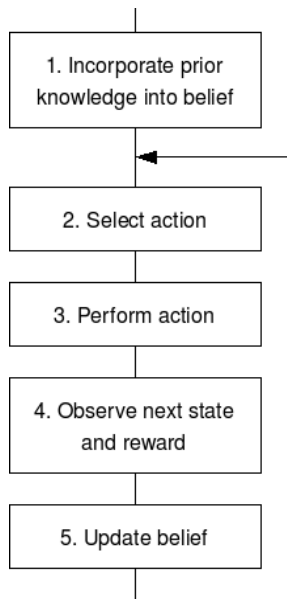 1. Incorporate prior
knowledge into belief
2. Select action
3. Perform action
4. Observe next state
and reward
5. Update belief